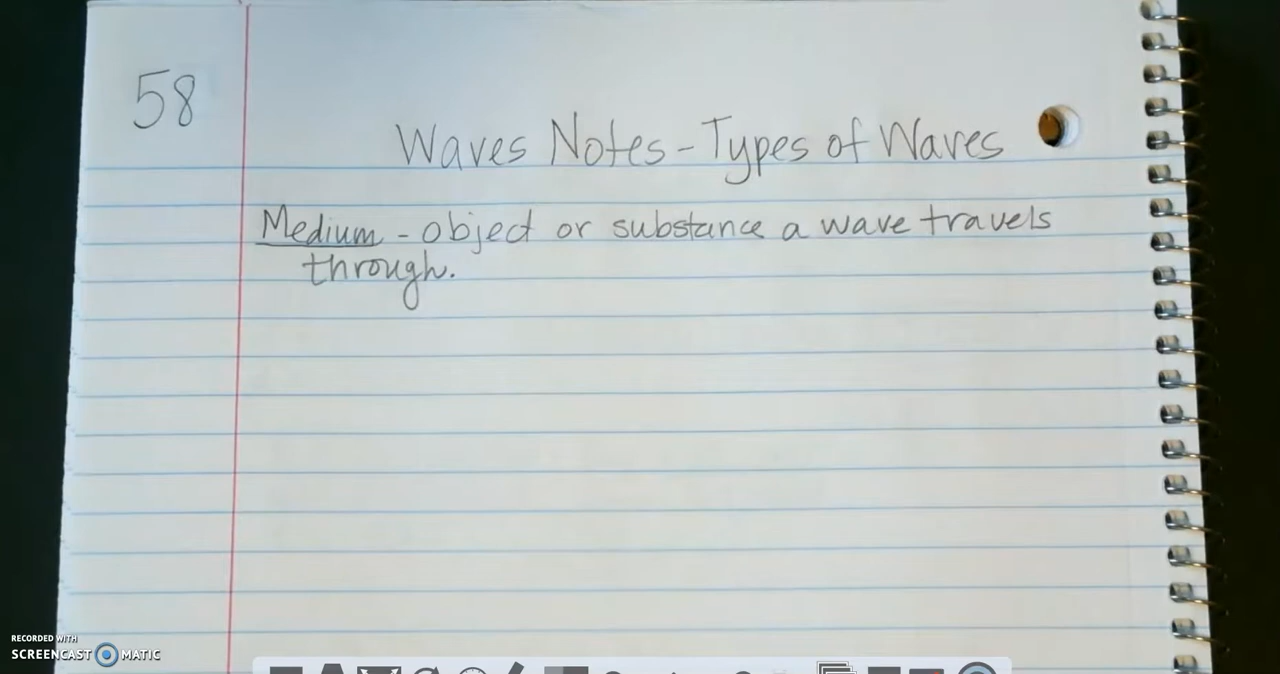 58
Waves Notes - Types of Waves
Medium - object or substance a wave travels
through.
RECORDED WITH
SCREENCAST MATIC